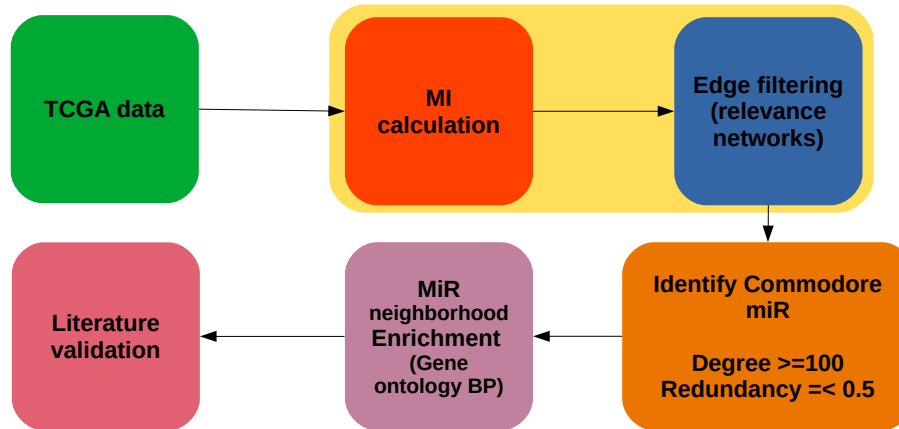 TCGA data
MI
calculation
Edge filtering
(relevance
networks)
Identify Commodore
miR
Degree >=100
Redundancy =< 0.5
MiR
neighborhood
Enrichment
(Gene
ontology BP)
Literature
validation